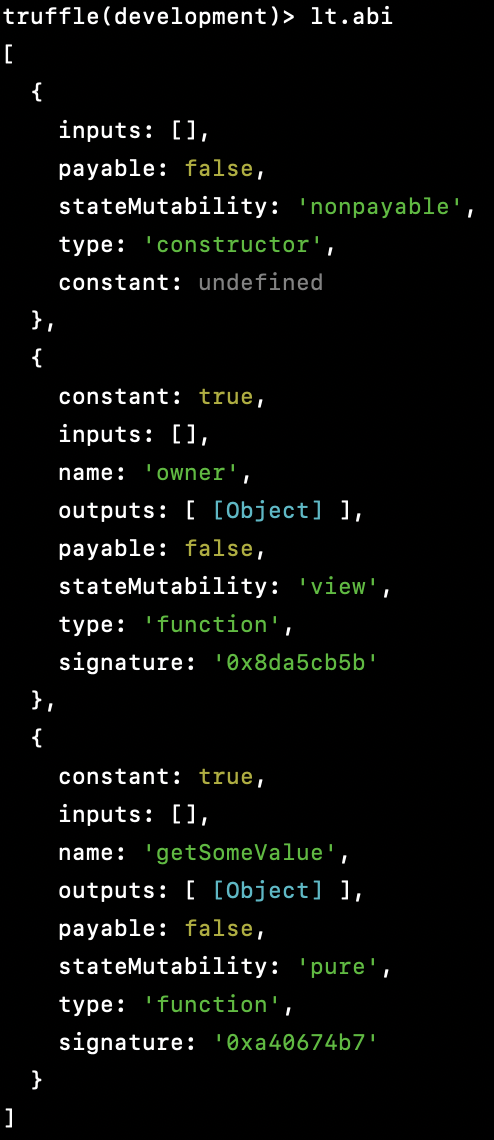 truffle(development)> lt.abi
[
  {
    inputs: [],
    payable: false,
    stateMutability: 'nonpayable',
    type: 'constructor',
    constant: undefined
  },
  {
    constant: true,
    inputs: [],
    name: 'owner',
    outputs: [ [Object] ],
    payable: false,
    stateMutability: 'view',
    type: 'function',
    signature: '0x8da5cb5b'
  },
  {
    constant: true,
    inputs: [],
    name: 'getSomeValue',
    outputs: [ [Object] ],
    payable: false,
    stateMutability: 'pure',
    type: 'function',
    signature: '0xa40674b7'
  }
]